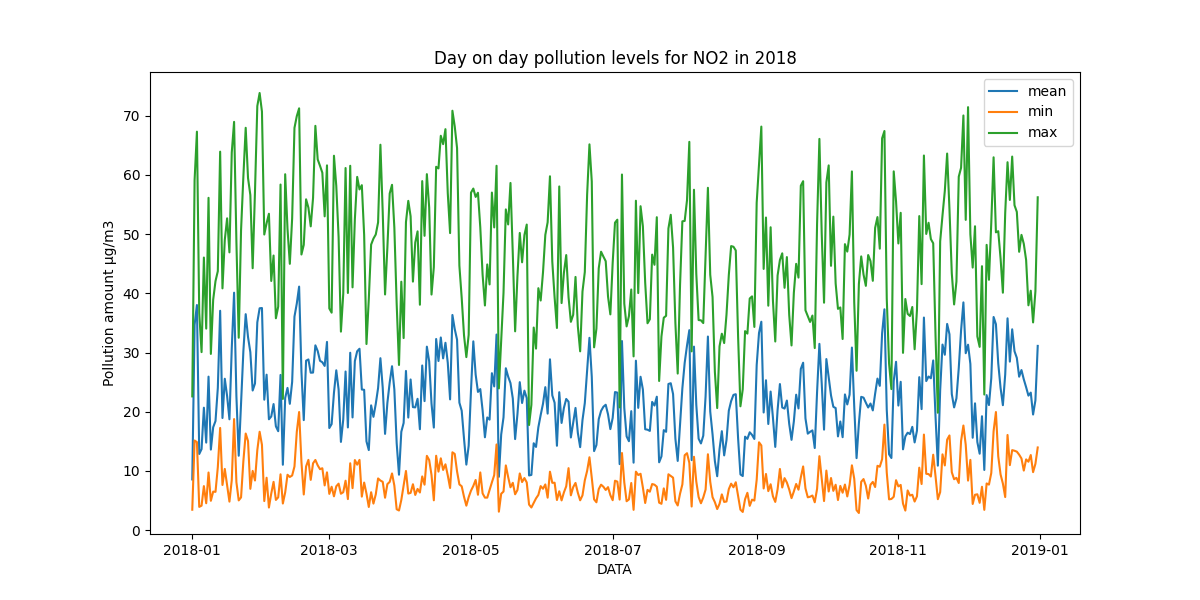 Day on day pollution levels for NO2 in 2018
mean
min
max
Pollution amount µg/m3
70
60
50
40
30
20
10
0
2018-01
2018-03
2018-05
2018-07
2018-09
2018-11
2019-01
DATA